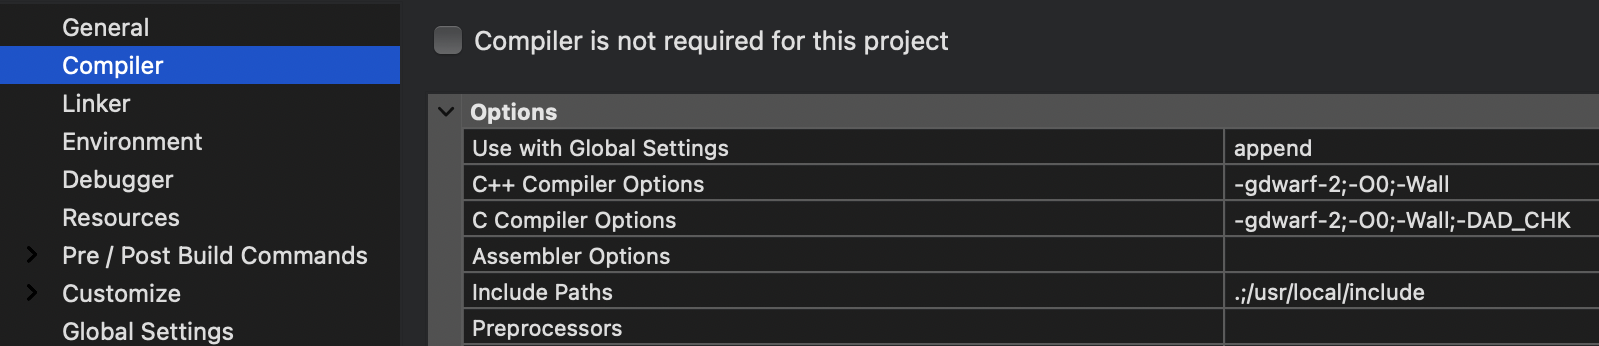 General
Compiler
Linker
Environment
Debugger
Resources
Pre / Post Build Commands
Customize
Global Settings
Compiler is not required for this project
Options
Use with Global Settings append
C++ Compiler Options -gdwarf-2;-O0;-Wall
C Compiler Options -gdwarf-2;-O0;-Wall;-DAD_CHK
Assembler Options
Include Paths .;/usr/local/include
Preprocessors